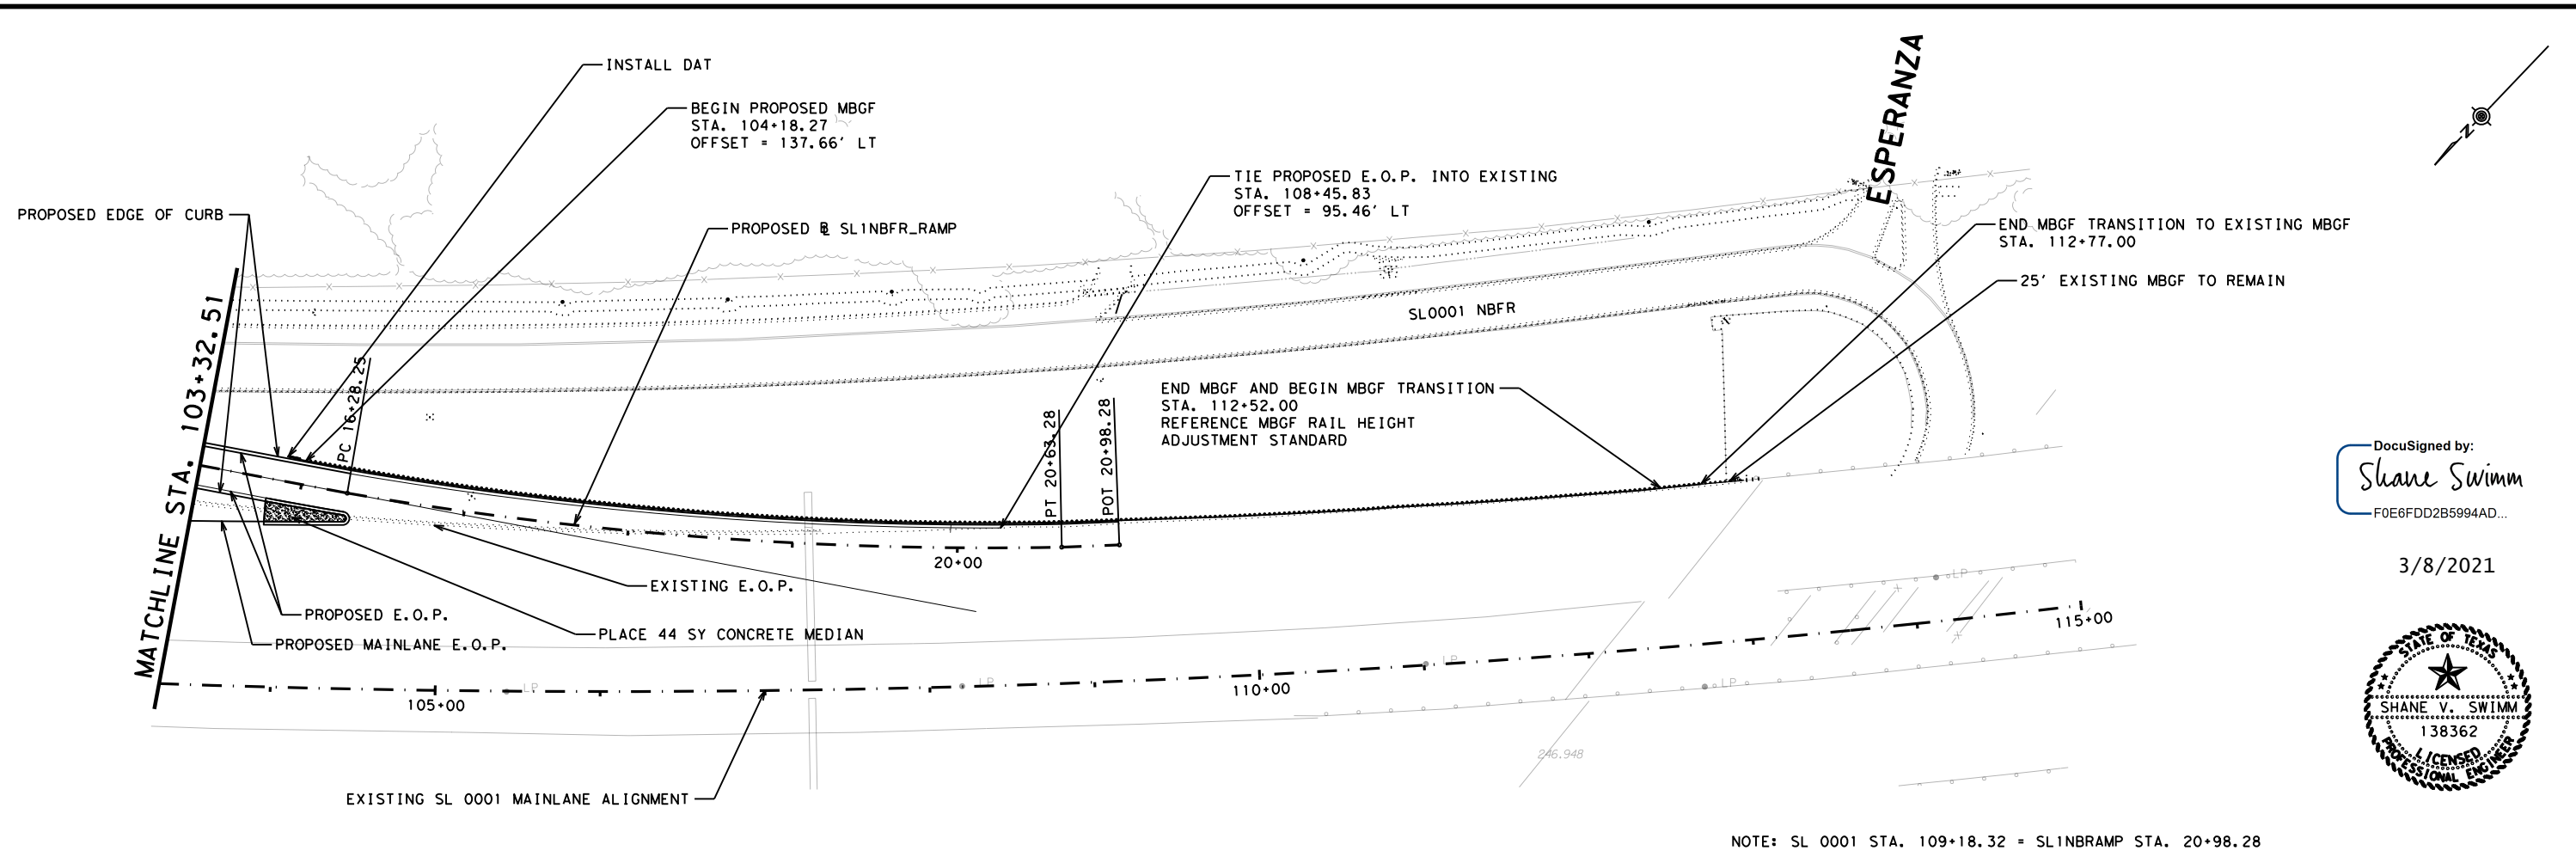 INSTALL DAT
BEGIN PROPOSED MBGF
STA. 104+18.27
OFFSET = 137.66' LT
PROPOSED EDGE OF CURB
PROPOSED ℄ SL1NBFR_RAMP
TIE PROPOSED E.O.P. INTO EXISTING
STA. 108+45.83
OFFSET = 95.46' LT
ESPERANZA
N
END MBGF TRANSITION TO EXISTING MBGF
STA. 112+77.00
25' EXISTING MBGF TO REMAIN
SL0001 NBFR
MATCHLINE STA. 103+32.51
PC 16+28.25
PT 20+63.28
POT 20+98.28
END MBGF AND BEGIN MBGF TRANSITION
STA. 112+52.00
REFERENCE MBGF RAIL HEIGHT
ADJUSTMENT STANDARD
20+00
EXISTING E.O.P.
PROPOSED E.O.P.
PLACE 44 SY CONCRETE MEDIAN
PROPOSED MAINLANE E.O.P.
LP
LP
LP
LP
LP
105+00
110+00
115+00
246.948
EXISTING SL 0001 MAINLANE ALIGNMENT
DocuSigned by:
Shane Swimm
F0E6FDD2B5994AD...
3/8/2021
STATE OF TEXAS
SHANE V. SWIMM
138362
LICENSED
PROFESSIONAL ENGINEER
NOTE: SL 0001 STA. 109+18.32 = SL1NBRAMP STA. 20+98.28